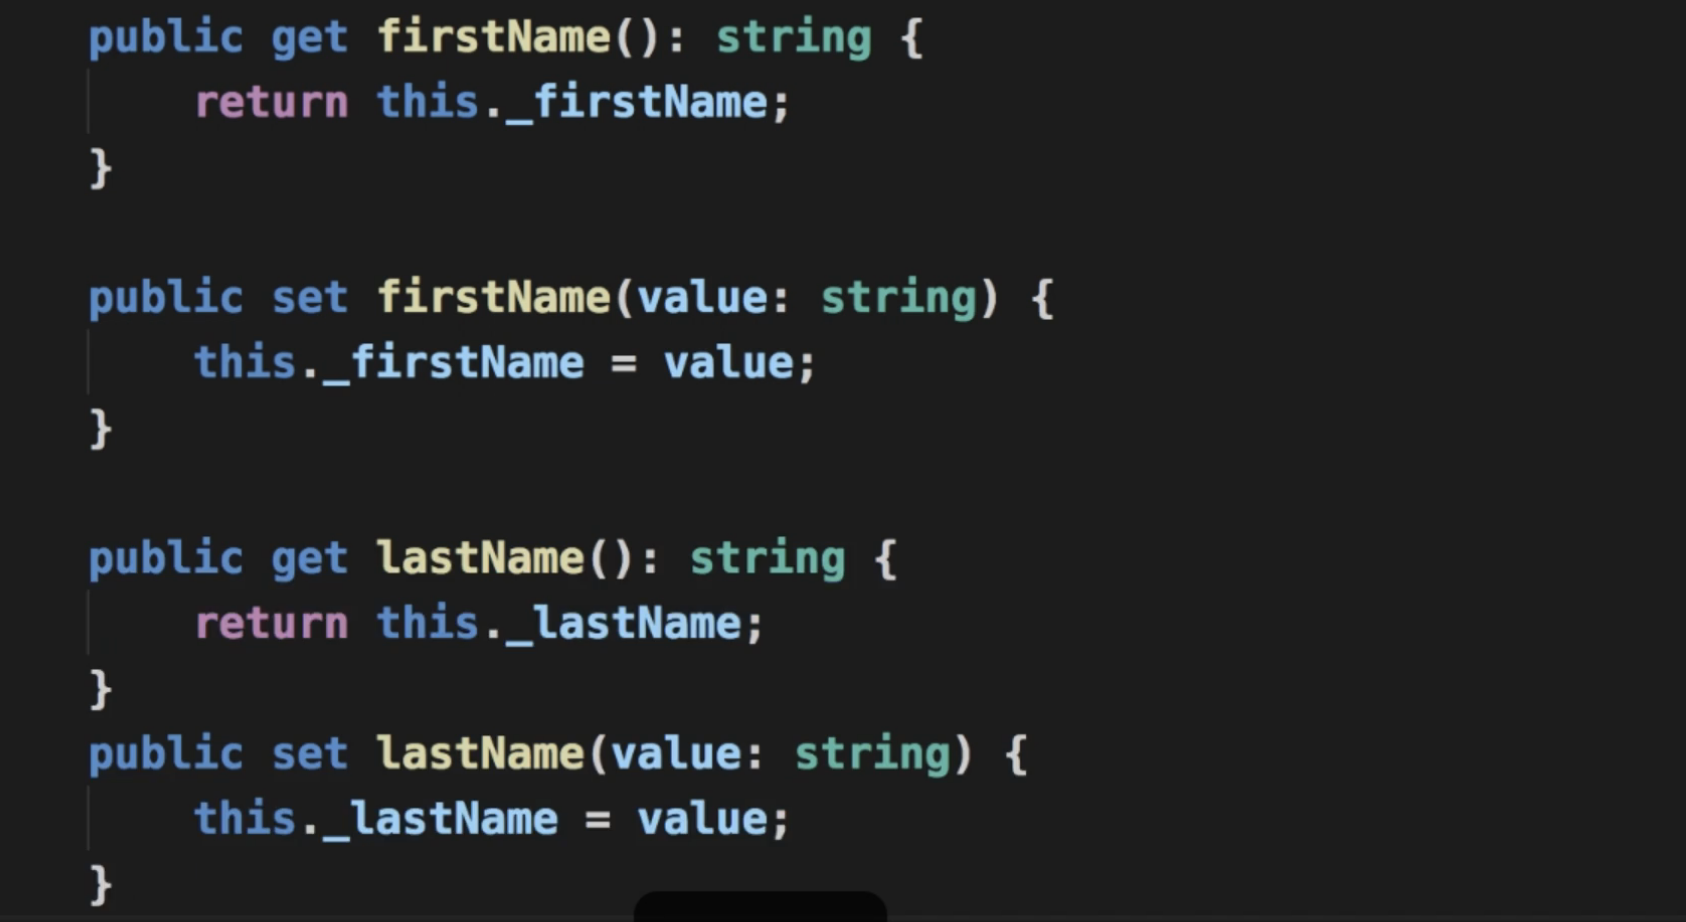 public get firstName(): string {
    return this._firstName;
}

public set firstName(value: string) {
    this._firstName = value;
}

public get lastName(): string {
    return this._lastName;
}
public set lastName(value: string) {
    this._lastName = value;
}